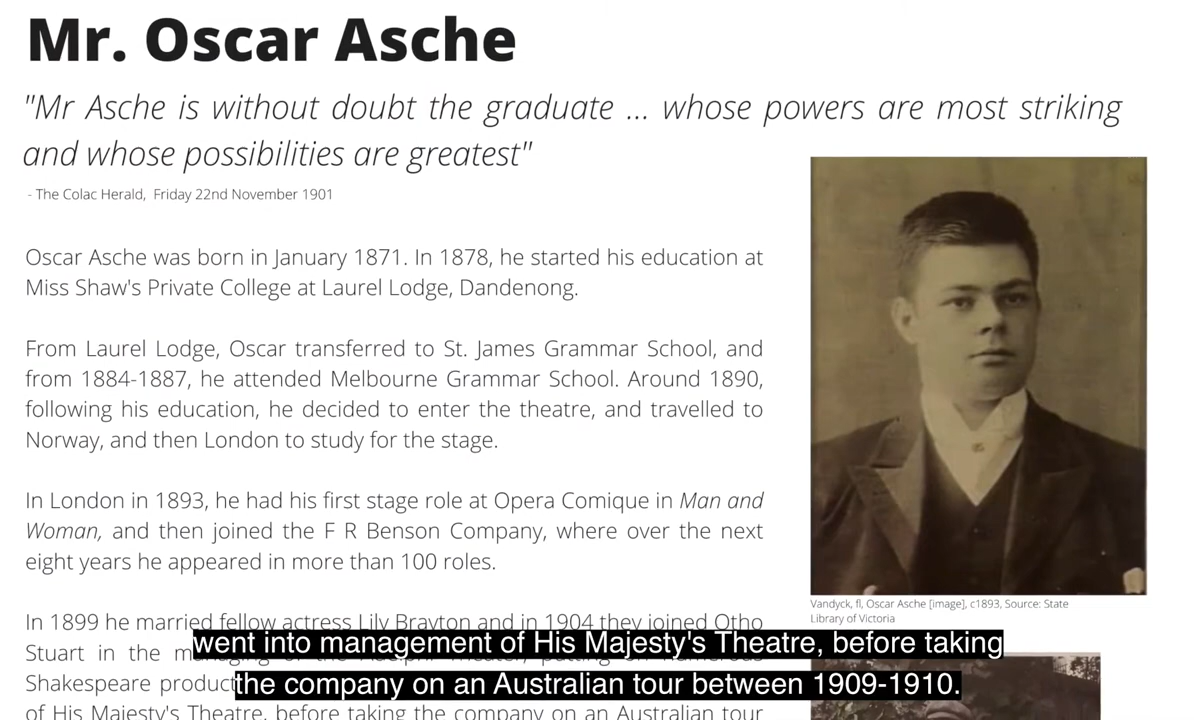 Mr. Oscar Asche
"Mr Asche is without doubt the graduate ... whose powers are most striking
and whose possibilities are greatest"
- The Colac Herald, Friday 22nd November 1901
Oscar Asche was born in January 1871. In 1878, he started his education at
Miss Shaw's Private College at Laurel Lodge, Dandenong.
From Laurel Lodge, Oscar transferred to St. James Grammar School, and
from 1884-1887, he attended Melbourne Grammar School. Around 1890,
following his education, he decided to enter the theatre, and travelled to
Norway, and then London to study for the stage.
In London in 1893, he had his first stage role at Opera Comique in Man and
Woman, and then joined the F R Benson Company, where over the next
eight years he appeared in more than 100 roles.
In 1899 he married fellow actress Lily Brayton and in 1904 they joined Otho
Stuart in the
Shakespeare
of His Majesty's Theatre, before taking the company on an Australian tour
Vandyck, fl, Oscar Asche [image], c1893, Source: State
Library of Victoria
went into management of His Majesty's Theatre, before taking
the company on an Australian tour between 1909-1910.